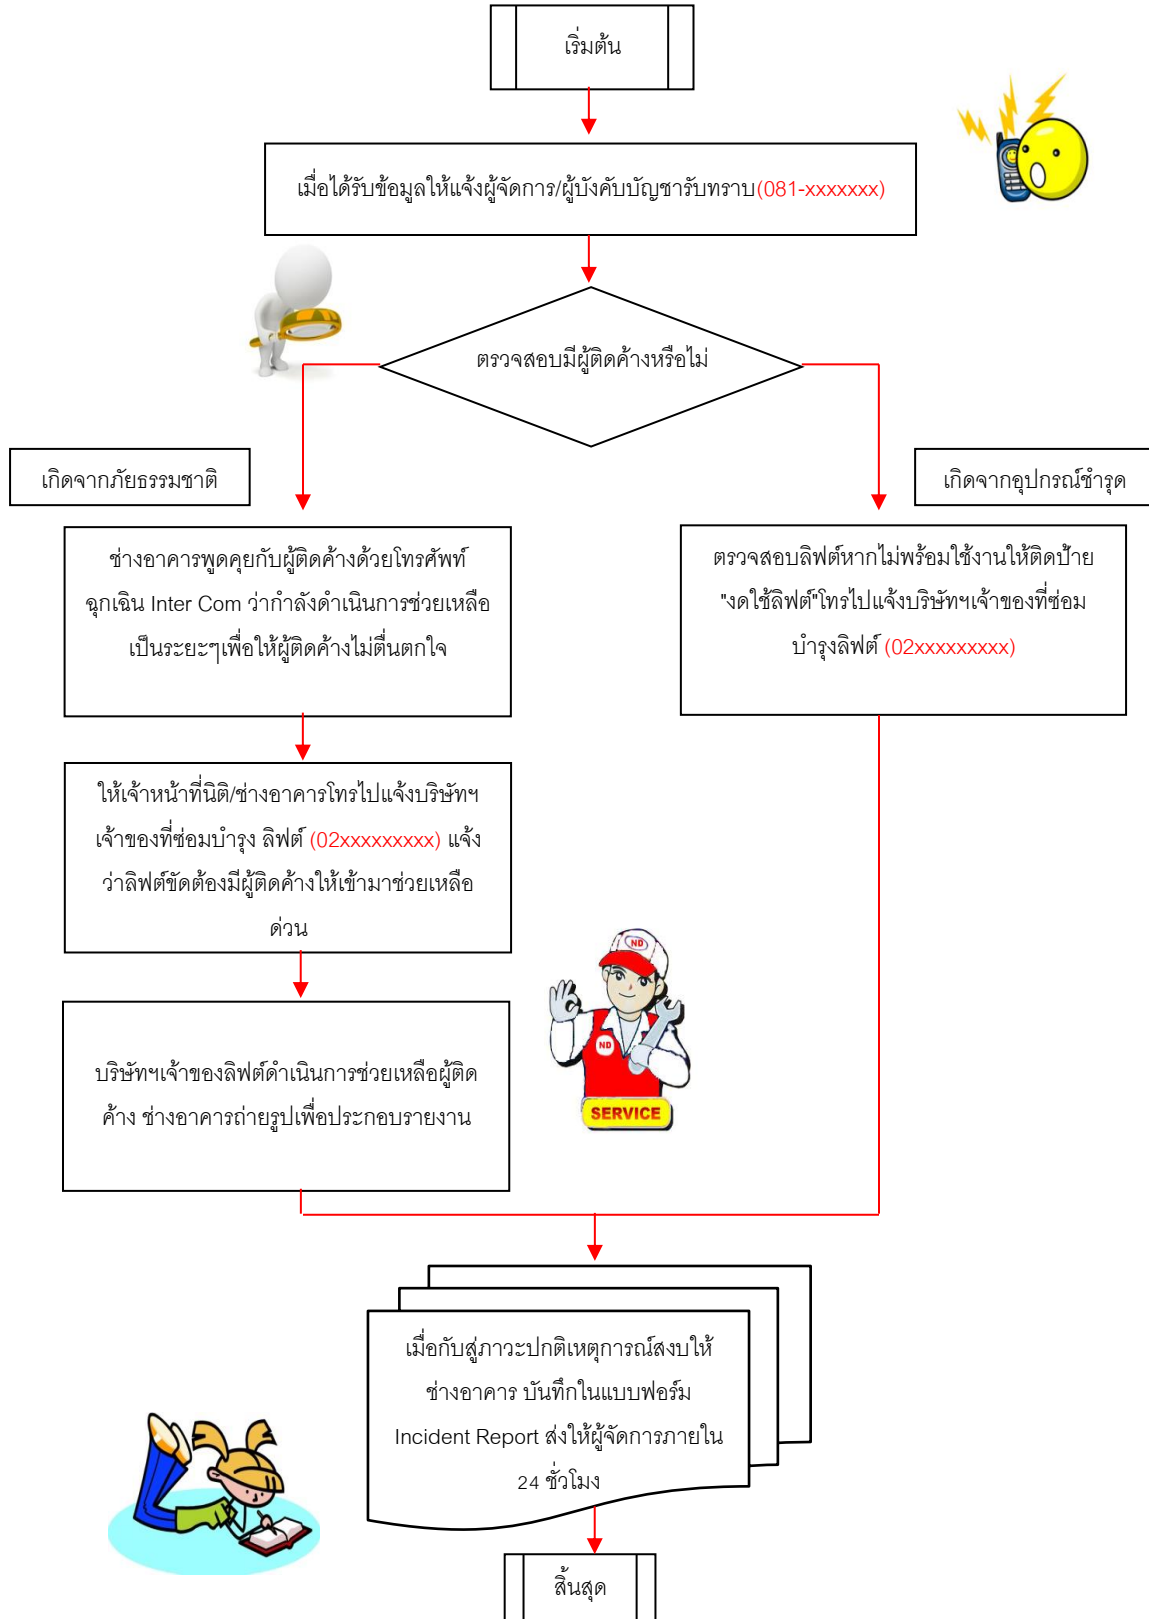 เริ่มต้น
เมื่อได้รับข้อมูลให้แจ้งผู้จัดการ/ผู้บังคับบัญชารับทราบ(081-xxxxxxx)
ตรวจสอบมีผู้ติดค้างหรือไม่
เกิดจากภัยธรรมชาติ
เกิดจากอุปกรณ์ชำรุด
ช่างอาคารพูดคุยกับผู้ติดค้างด้วยโทรศัพท์
ฉุกเฉิน Inter Com ว่ากำลังดำเนินการช่วยเหลือ
เป็นระยะๆเพื่อให้ผู้ติดค้างไม่ตื่นตกใจ
ตรวจสอบลิฟต์หากไม่พร้อมใช้งานให้ติดป้าย
"งดใช้ลิฟต์"โทรไปแจ้งบริษัทฯเจ้าของที่ซ่อม
บำรุงลิฟต์ (02xxxxxxxxx)
ให้เจ้าหน้าที่นิติ/ช่างอาคารโทรไปแจ้งบริษัทฯ
เจ้าของที่ซ่อมบำรุง ลิฟต์ (02xxxxxxxxx) แจ้ง
ว่าลิฟต์ขัดต้องมีผู้ติดค้างให้เข้ามาช่วยเหลือ
ด่วน
ND
ND
SERVICE
บริษัทฯเจ้าของลิฟต์ดำเนินการช่วยเหลือผู้ติด
ค้าง ช่างอาคารถ่ายรูปเพื่อประกอบรายงาน
เมื่อกับสู่ภาวะปกติเหตุการณ์สงบให้
ช่างอาคาร บันทึกในแบบฟอร์ม
Incident Report ส่งให้ผู้จัดการภายใน
24 ชั่วโมง
สิ้นสุด